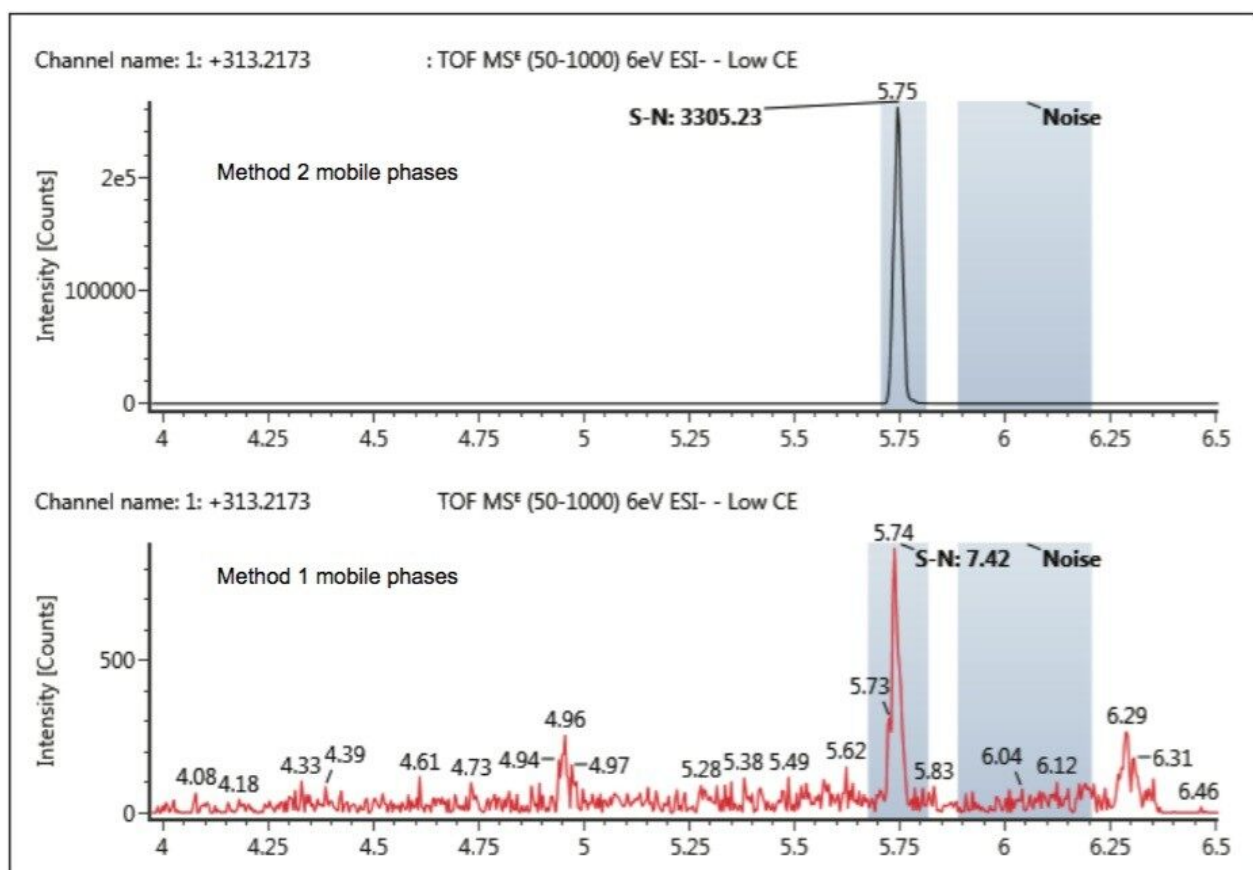 Channel name: 1: +313.2173 : TOF MSᴱ (50-1000) 6eV ESI- - Low CE
5.75
S-N: 3305.23 Noise
Method 2 mobile phases
2e5
100000
0
Intensity [Counts]
4 4.25 4.5 4.75 5 5.25 5.5 5.75 6 6.25 6.5
Channel name: 1: +313.2173 TOF MSᴱ (50-1000) 6eV ESI- - Low CE
5.74
S-N: 7.42 Noise
Method 1 mobile phases
500
0
Intensity [Counts]
4.08 4.18 4.33 4.39 4.61 4.73 4.94 4.96 4.97 5.28 5.38 5.49 5.62 5.73 5.83 6.04 6.12 6.29 6.31 6.46
4 4.25 4.5 4.75 5 5.25 5.5 5.75 6 6.25 6.5